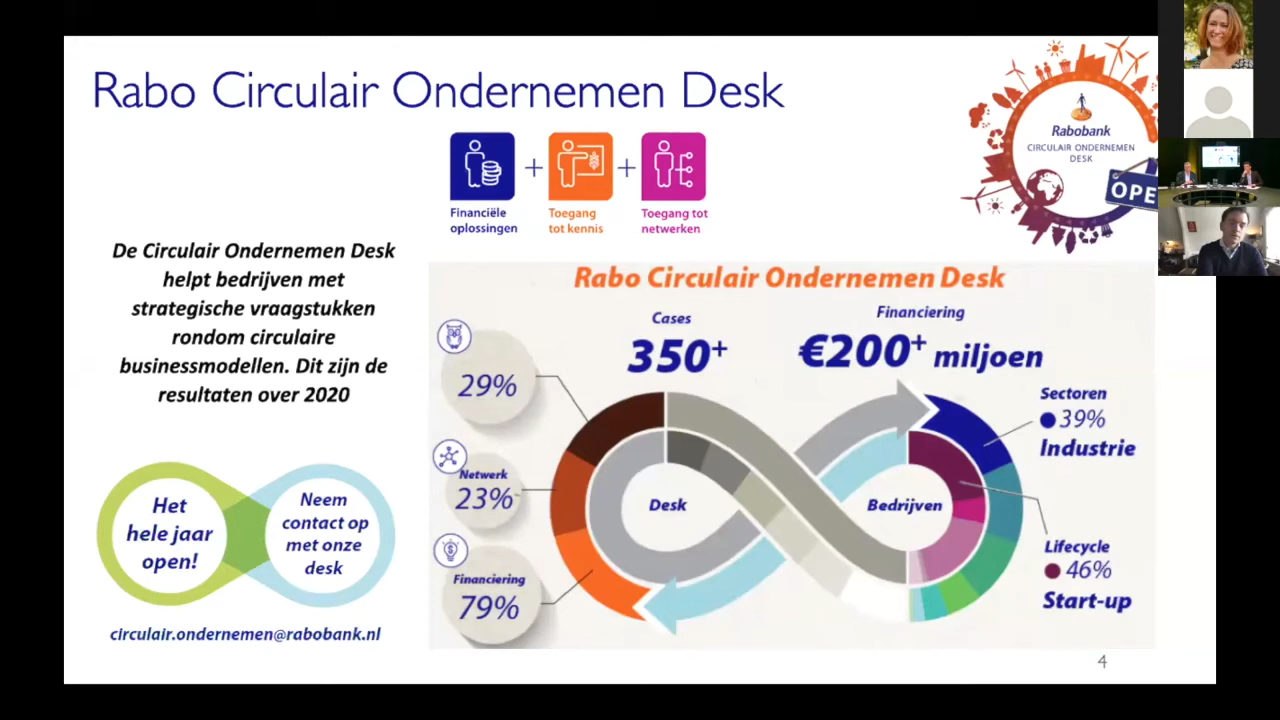 Rabo Circulair Ondernemen Desk
Financiële
oplossingen
+
Toegang
tot kennis
+
Toegang tot
netwerken
Rabobank
CIRCULAIR ONDERNEMEN
DESK
OPE
De Circulair Ondernemen Desk
helpt bedrijven met
strategische vraagstukken
rondom circulaire
businessmodellen. Dit zijn de
resultaten over 2020
Het
hele jaar
open!
Neem
contact op
met onze
desk
circulair.ondernemen@rabobank.nl
Rabo Circulair Ondernemen Desk
Cases
350+
Financiering
€200+ miljoen
29%
Netwerk
23%
Financiering
79%
Desk
Bedrijven
Sectoren
39%
Industrie
Lifecycle
46%
Start-up
4